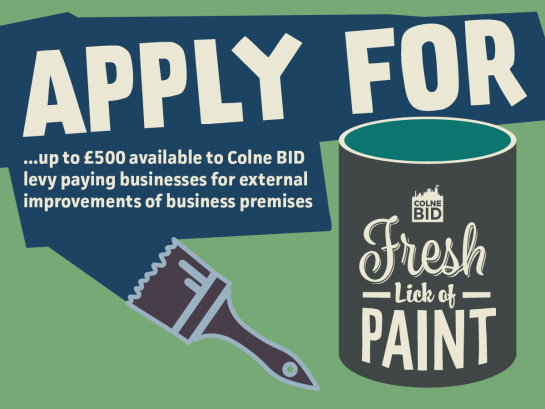 APPLY FOR
...up to £500 available to Colne BID
levy paying businesses for external
improvements of business premises
COLNE
BID
Fresh
Lick of
PAINT